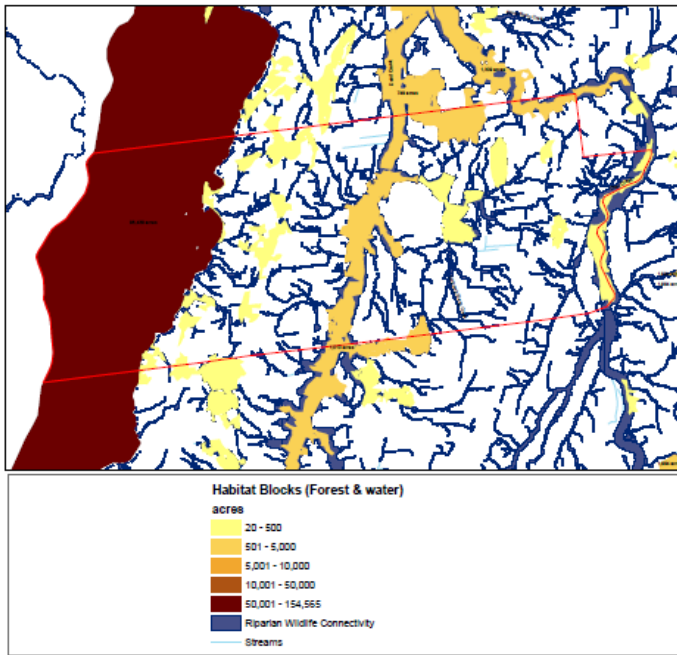 Habitat Blocks (Forest & water)
acres
20 - 500
501 - 5,000
5,001 - 10,000
10,001 - 50,000
50,001 - 154,565
Riparian Wildlife Connectivity
Streams